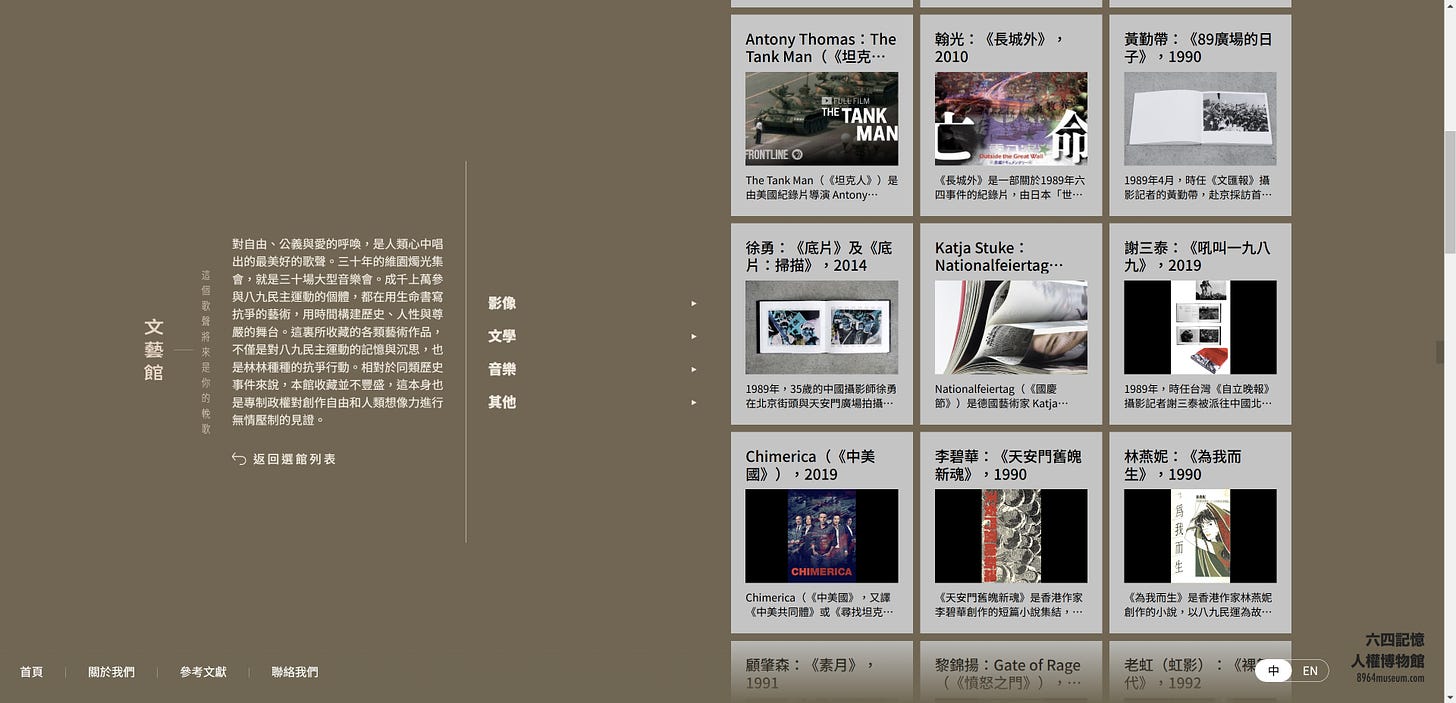 文藝館
這個歌聲將來是你的輓歌
對自由、公義與愛的呼喚，是人類心中唱
出的最美好的歌聲。三十年的維園燭光集
會，就是三十場大型音樂會。成千上萬參
與八九民主運動的個體，都在用生命書寫
抗爭的藝術，用時間構建歷史、人性與尊
嚴的舞台。這裏所收藏的各類藝術作品，
不僅是對八九民主運動的記憶與沉思，也
是林林種種的抗爭行動。相對於同類歷史
事件來說，本館收藏並不豐盛，這本身也
是專制政權對創作自由和人類想像力進行
無情壓制的見證。
返回選館列表
影像
文學
音樂
其他
Antony Thomas：The
Tank Man（《坦克…
FULL FILM
THE TANK
MAN
FRONTLINE
The Tank Man（《坦克人》）是
由美國紀錄片導演 Antony…
翰光：《長城外》，
2010
亡命
Outside the Great Wall
《長城外》是一部關於1989年六
四事件的紀錄片，由日本「世…
黃勤帶：《89廣場的日
子》，1990
1989年4月，時任《文匯報》攝
影記者的黃勤帶，赴京採訪首…
徐勇：《底片》及《底
片：掃描》，2014
1989年，35歲的中國攝影師徐勇
在北京街頭與天安門廣場拍攝…
Katja Stuke：
Nationalfeiertag…
Nationalfeiertag（《國慶
節》）是德國藝術家 Katja…
謝三泰：《吼叫一九八
九》，2019
1989年，時任台灣《自立晚報》
攝影記者謝三泰被派往中國北…
Chimerica（《中美
國》），2019
CHIMERICA
Chimerica（《中美國》，又譯
《中美共同體》或《尋找坦克…
李碧華：《天安門舊魄
新魂》，1990
天安門舊魄新魂
《天安門舊魄新魂》是香港作家
李碧華創作的短篇小說集結，…
林燕妮：《為我而
生》，1990
為我而生
《為我而生》是香港作家林燕妮
創作的小說，以八九民運為故…
顧肇森：《素月》，
1991
黎錦揚：Gate of Rage
（《憤怒之門》），…
老虹（虹影）：《裸
代》，1992
首頁
關於我們
參考文獻
聯絡我們
中
EN
六四記憶
人權博物館
8964museum.com